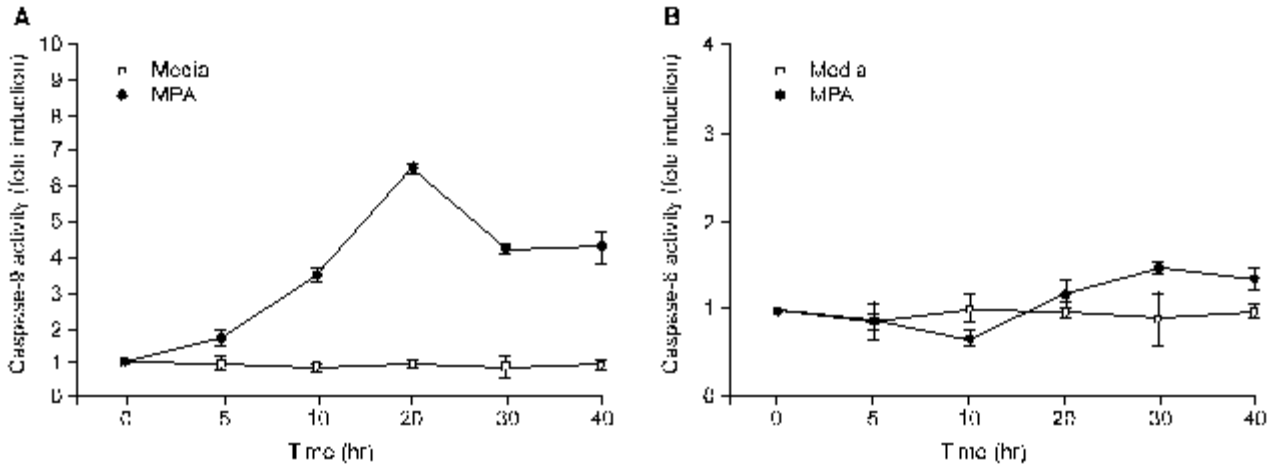 A
Caspase-9 activity (fold induction)
10
9
8
7
6
5
4
3
2
1
0
Media
MPA
0 5 10 20 30 40
Time (hr)
B
Caspase-8 activity (fold induction)
4
3
2
1
0
Media
MPA
0 5 10 20 30 40
Time (hr)